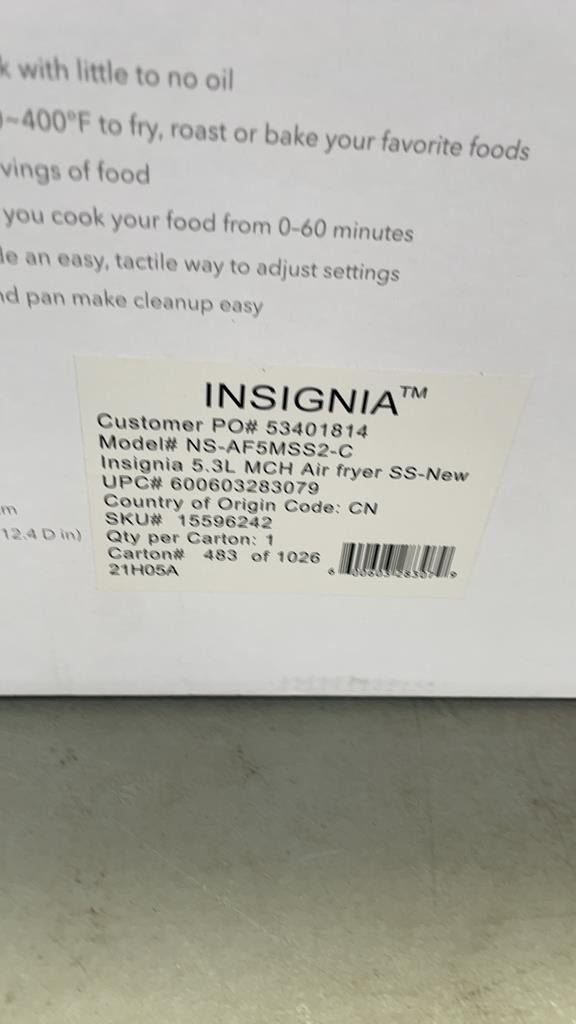 k with little to no oil
~400°F to fry, roast or bake your favorite foods
vings of food
you cook your food from 0-60 minutes
le an easy, tactile way to adjust settings
nd pan make cleanup easy
INSIGNIA™
Customer PO# 53401814
Model# NS-AF5MSS2-C
Insignia 5.3L MCH Air fryer SS-New
UPC# 600603283079
Country of Origin Code: CN
SKU# 15596242
Qty per Carton: 1
Carton# 483 of 1026
21H05A
m
12.4 D in)